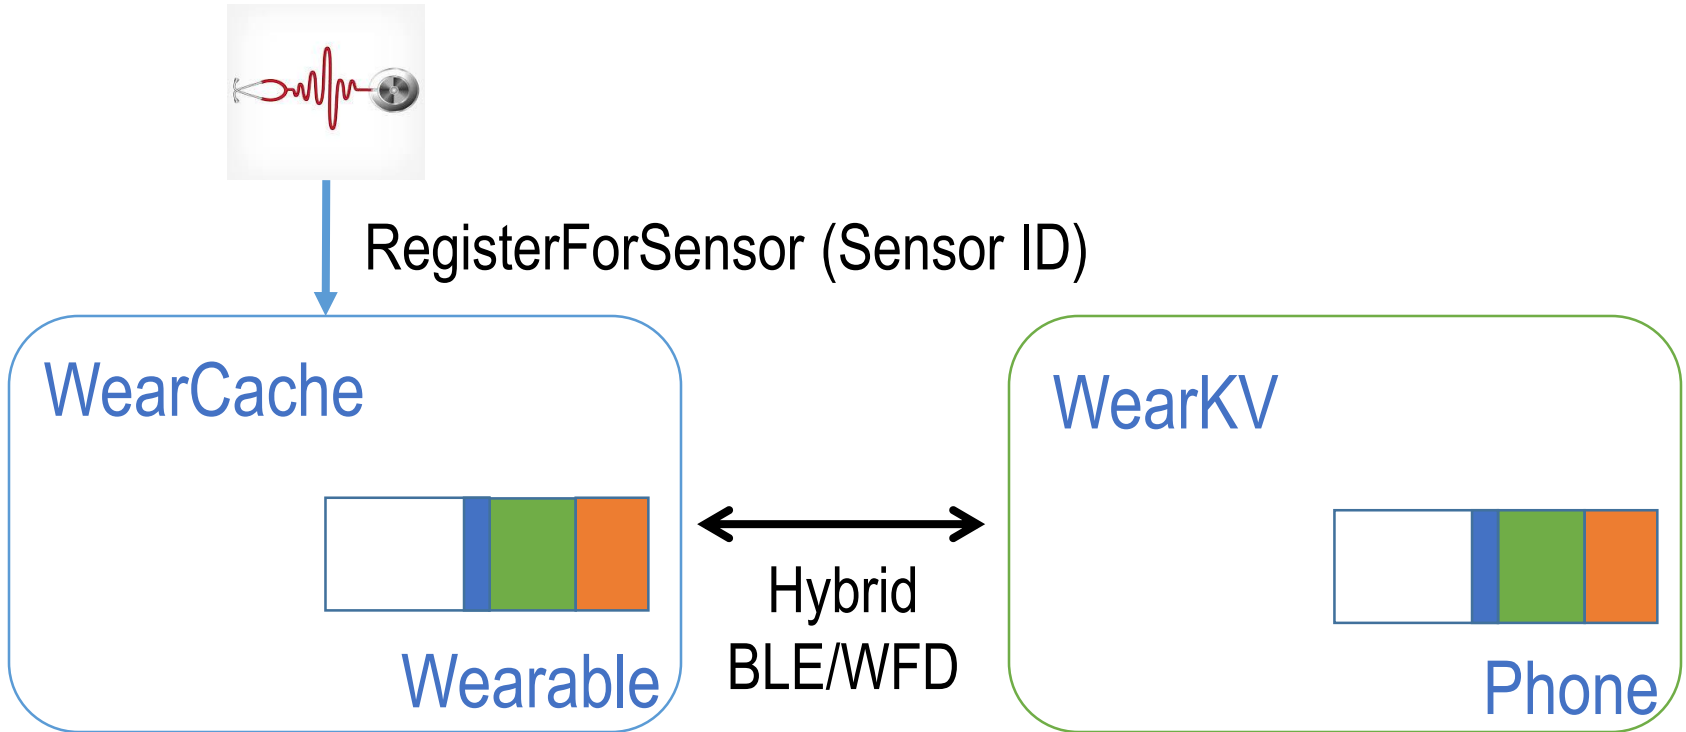 RegisterForSensor (Sensor ID)
WearCache
WearKV
Hybrid
BLE/WFD
Wearable
Phone